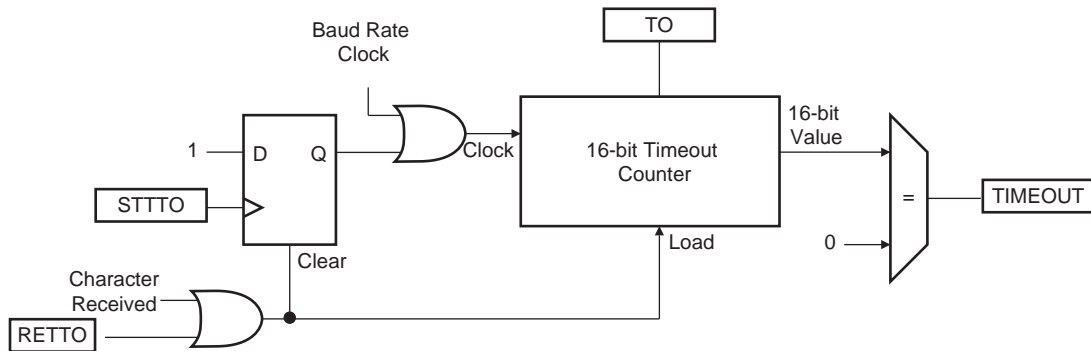 TO
Baud Rate
Clock
16-bit
Value
1
D
Q
Clock
16-bit Timeout
Counter
STTTO
=
TIMEOUT
Clear
Load
0
Character
Received
RETTO